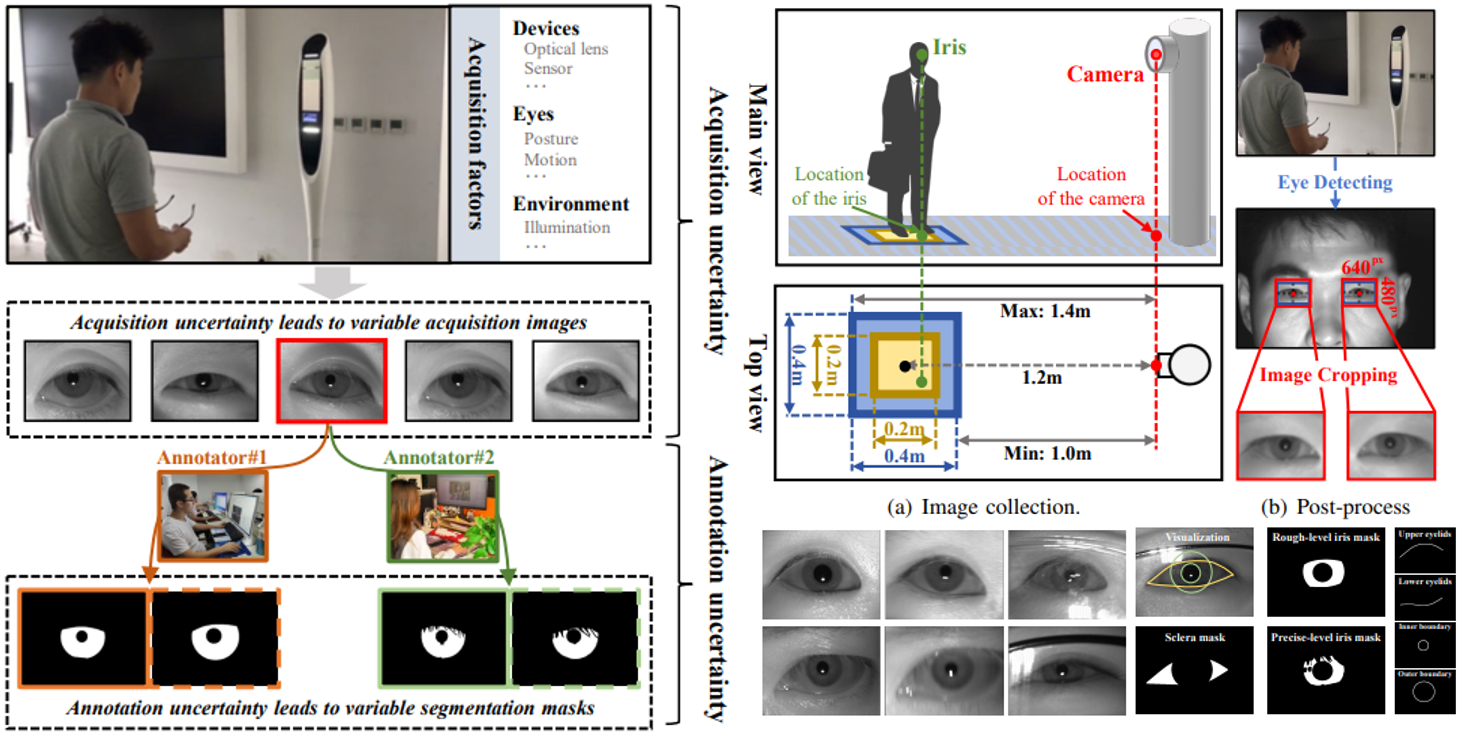 Acquisition factors
Devices
Optical lens
Sensor
...
Eyes
Posture
Motion
...
Environment
Illumination
...
Acquisition uncertainty
Acquisition uncertainty leads to variable acquisition images
Annotator#1
Annotator#2
Annotation uncertainty
Annotation uncertainty leads to variable segmentation masks
Main view
Iris
Camera
Location
of the iris
Location
of the camera
Top view
Max: 1.4m
0.4m
0.2m
1.2m
0.2m
0.4m
Min: 1.0m
(a) Image collection.
Eye Detecting
640px
480px
Image Cropping
(b) Post-process
Visualization
Rough-level iris mask
Upper eyelids
Lower eyelids
Sclera mask
Precise-level iris mask
Inner boundary
Outer boundary